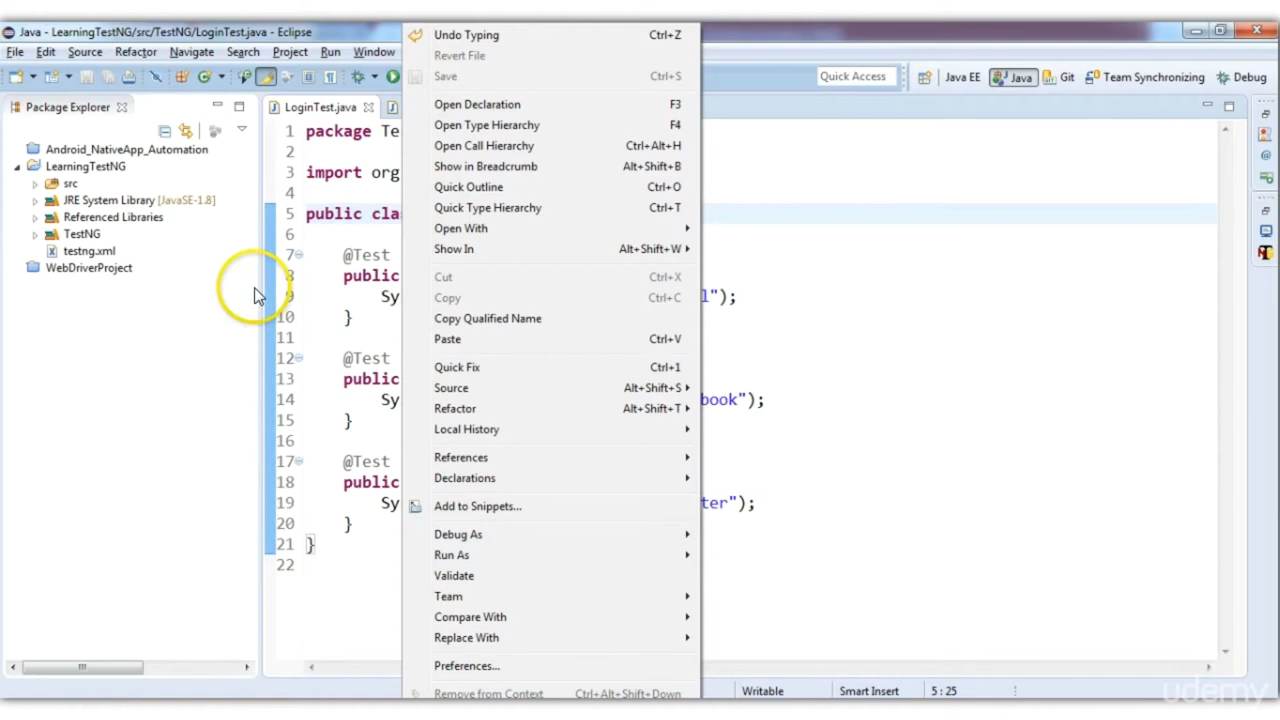 Java - LearningTestNG/src/TestNG/LoginTest.java - Eclipse
File Edit Source Refactor Navigate Search Project Run Window
Quick Access Java EE Java Git Team Synchronizing Debug
Package Explorer
Android_NativeApp_Automation
LearningTestNG
src
JRE System Library [JavaSE-1.8]
Referenced Libraries
TestNG
testng.xml
WebDriverProject
LoginTest.java
1 package Te
2
3 import org
4
5 public clas
6
7 @Test
8 public
9 Sy l");
10 }
11
12 @Test
13 public
14 Sy book");
15 }
16
17 @Test
18 public
19 Sy ter");
20 }
21 }
22
Undo Typing Ctrl+Z
Revert File
Save Ctrl+S
Open Declaration F3
Open Type Hierarchy F4
Open Call Hierarchy Ctrl+Alt+H
Show in Breadcrumb Alt+Shift+B
Quick Outline Ctrl+O
Quick Type Hierarchy Ctrl+T
Open With
Show In Alt+Shift+W
Cut Ctrl+X
Copy Ctrl+C
Copy Qualified Name
Paste Ctrl+V
Quick Fix Ctrl+1
Source Alt+Shift+S
Refactor Alt+Shift+T
Local History
References
Declarations
Add to Snippets...
Debug As
Run As
Validate
Team
Compare With
Replace With
Preferences...
Remove from Context Ctrl+Alt+Shift+Down
Writable Smart Insert 5 : 25
udemy